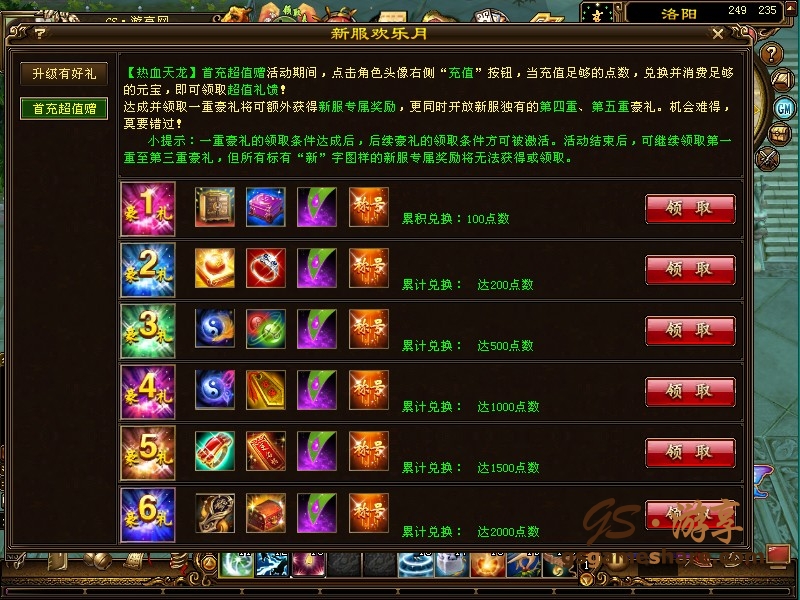 GS·游享网
洛阳
249 235
新服欢乐月
?
升级有好礼
首充超值赠
【热血天龙】首充超值赠活动期间，点击角色头像右侧“充值”按钮，当充值足够的点数，兑换并消费足够
的元宝，即可领取超值礼馈！
达成并领取一重豪礼将可额外获得新服专属奖励，更同时开放新服独有的第四重、第五重豪礼。机会难得，
莫要错过！
小提示：一重豪礼的领取条件达成后，后续豪礼的领取条件方可被激活。活动结束后，可继续领取第一
重至第三重豪礼，但所有标有“新”字图样的新服专属奖励将无法获得或领取。
豪1礼
称号
累积兑换：100点数
领 取
豪2礼
称号
累计兑换： 达200点数
领 取
豪3礼
称号
累计兑换： 达500点数
领 取
豪4礼
称号
累计兑换： 达1000点数
领 取
豪5礼
称号
累计兑换： 达1500点数
领 取
豪6礼
称号
累计兑换： 达2000点数
领 取
GS·游享
GM